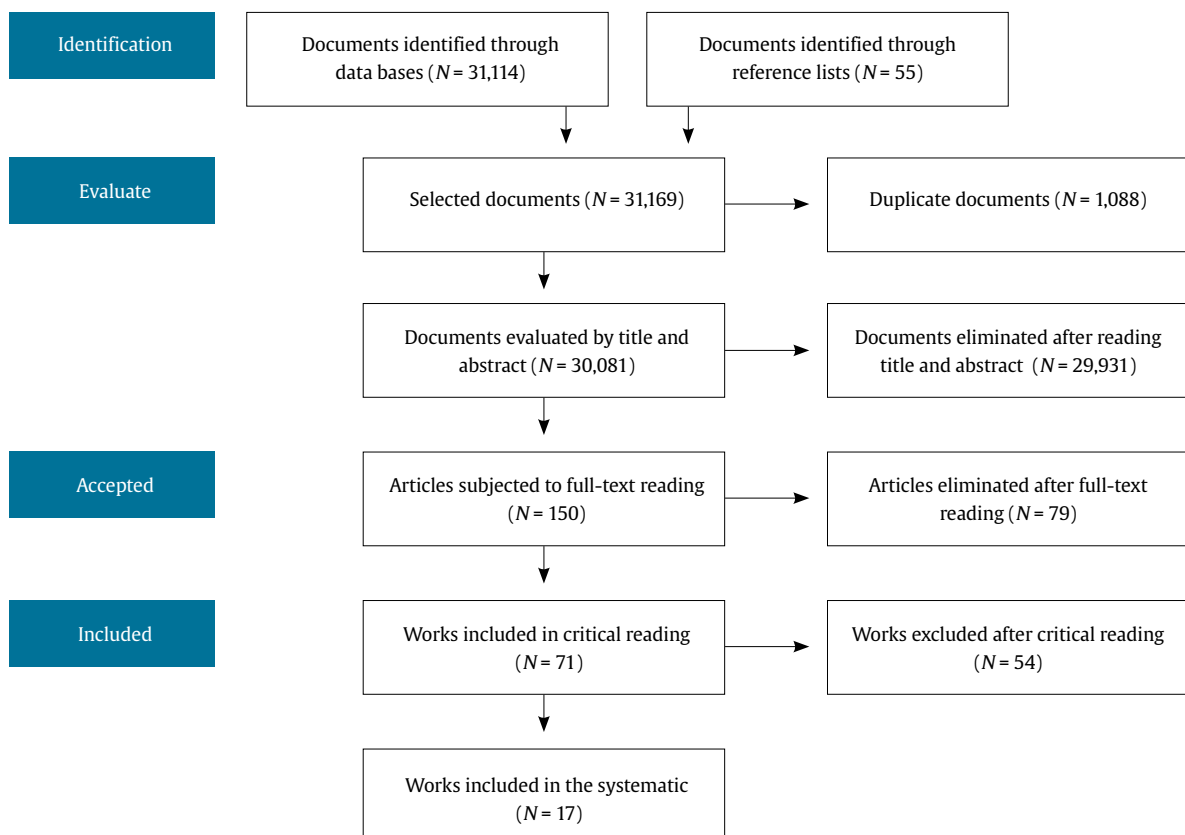 Identification
Documents identified through
data bases (N = 31,114)
Documents identified through
reference lists (N = 55)
Evaluate
Selected documents (N = 31,169)
Duplicate documents (N = 1,088)
Documents evaluated by title and
abstract (N = 30,081)
Documents eliminated after reading
title and abstract (N = 29,931)
Accepted
Articles subjected to full-text reading
(N = 150)
Articles eliminated after full-text
reading (N = 79)
Included
Works included in critical reading
(N = 71)
Works excluded after critical reading
(N = 54)
Works included in the systematic
(N = 17)